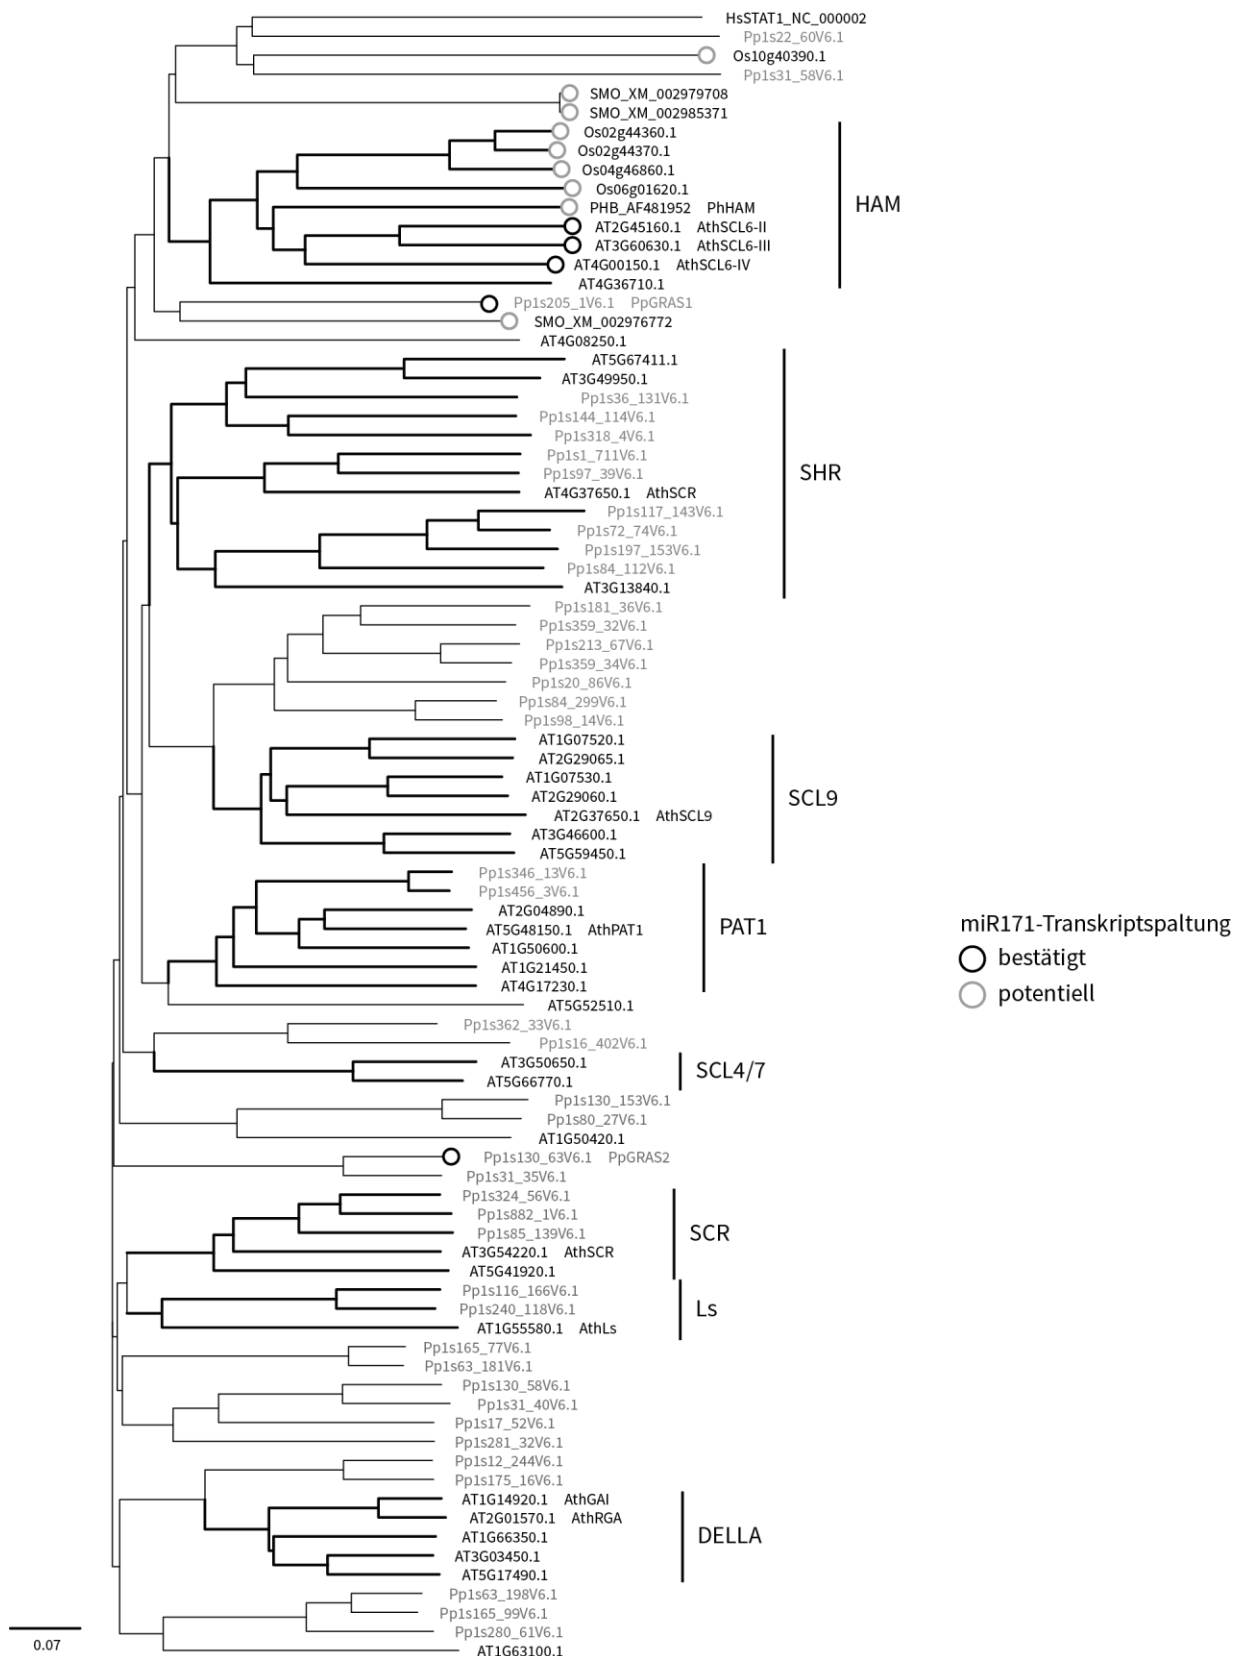 HsSTAT1_NC_000002
Pp1s22_60V6.1
Os10g40390.1
Pp1s31_58V6.1
SMO_XM_002979708
SMO_XM_002985371
Os02g44360.1
Os02g44370.1
Os04g46860.1
Os06g01620.1
PHB_AF481952 PhHAM
HAM
AT2G45160.1 AthSCL6-II
AT3G60630.1 AthSCL6-III
AT4G00150.1 AthSCL6-IV
AT4G36710.1
Pp1s205_1V6.1 PpGRAS1
SMO_XM_002976772
AT4G08250.1
AT5G67411.1
AT3G49950.1
Pp1s36_131V6.1
Pp1s144_114V6.1
Pp1s318_4V6.1
Pp1s1_711V6.1
Pp1s97_39V6.1
SHR
AT4G37650.1 AthSCR
Pp1s117_143V6.1
Pp1s72_74V6.1
Pp1s197_153V6.1
Pp1s84_112V6.1
AT3G13840.1
Pp1s181_36V6.1
Pp1s359_32V6.1
Pp1s213_67V6.1
Pp1s359_34V6.1
Pp1s20_86V6.1
Pp1s84_299V6.1
Pp1s98_14V6.1
AT1G07520.1
AT2G29065.1
AT1G07530.1
AT2G29060.1
SCL9
AT2G37650.1 AthSCL9
AT3G46600.1
AT5G59450.1
Pp1s346_13V6.1
Pp1s456_3V6.1
AT2G04890.1
AT5G48150.1 AthPAT1
PAT1
AT1G50600.1
AT1G21450.1
AT4G17230.1
AT5G52510.1
miR171-Transkriptspaltung
bestätigt
potentiell
Pp1s362_33V6.1
Pp1s16_402V6.1
AT3G50650.1
SCL4/7
AT5G66770.1
Pp1s130_153V6.1
Pp1s80_27V6.1
AT1G50420.1
Pp1s130_63V6.1 PpGRAS2
Pp1s31_35V6.1
Pp1s324_56V6.1
Pp1s882_1V6.1
Pp1s85_139V6.1
SCR
AT3G54220.1 AthSCR
AT5G41920.1
Pp1s116_166V6.1
Pp1s240_118V6.1
Ls
AT1G55580.1 AthLs
Pp1s165_77V6.1
Pp1s63_181V6.1
Pp1s130_58V6.1
Pp1s31_40V6.1
Pp1s17_52V6.1
Pp1s281_32V6.1
Pp1s12_244V6.1
Pp1s175_16V6.1
AT1G14920.1 AthGAI
AT2G01570.1 AthRGA
AT1G66350.1
DELLA
AT3G03450.1
AT5G17490.1
Pp1s63_198V6.1
Pp1s165_99V6.1
Pp1s280_61V6.1
AT1G63100.1
0.07